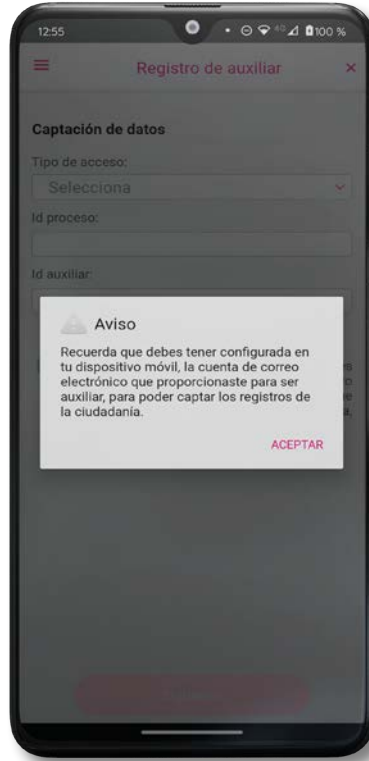 12:55
4G
100 %
Registro de auxiliar
×
Captación de datos
Tipo de acceso:
Selecciona
Id proceso:
Id auxiliar:
Aviso
Recuerda que debes tener configurada en
tu dispositivo móvil, la cuenta de correo
electrónico que proporcionaste para ser
auxiliar, para poder captar los registros de
la ciudadanía.
ACEPTAR